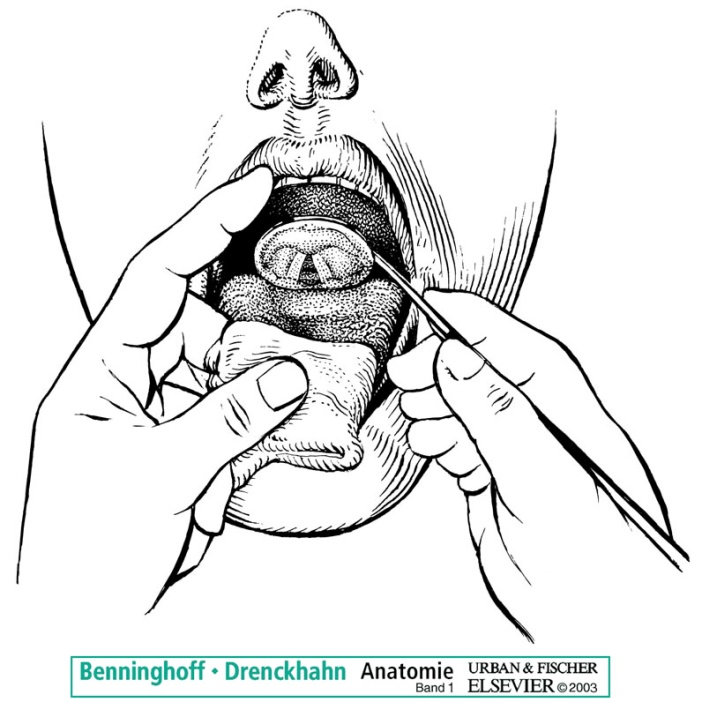 Benninghoff • Drenckhahn Anatomie
Band 1
URBAN & FISCHER
ELSEVIER © 2003